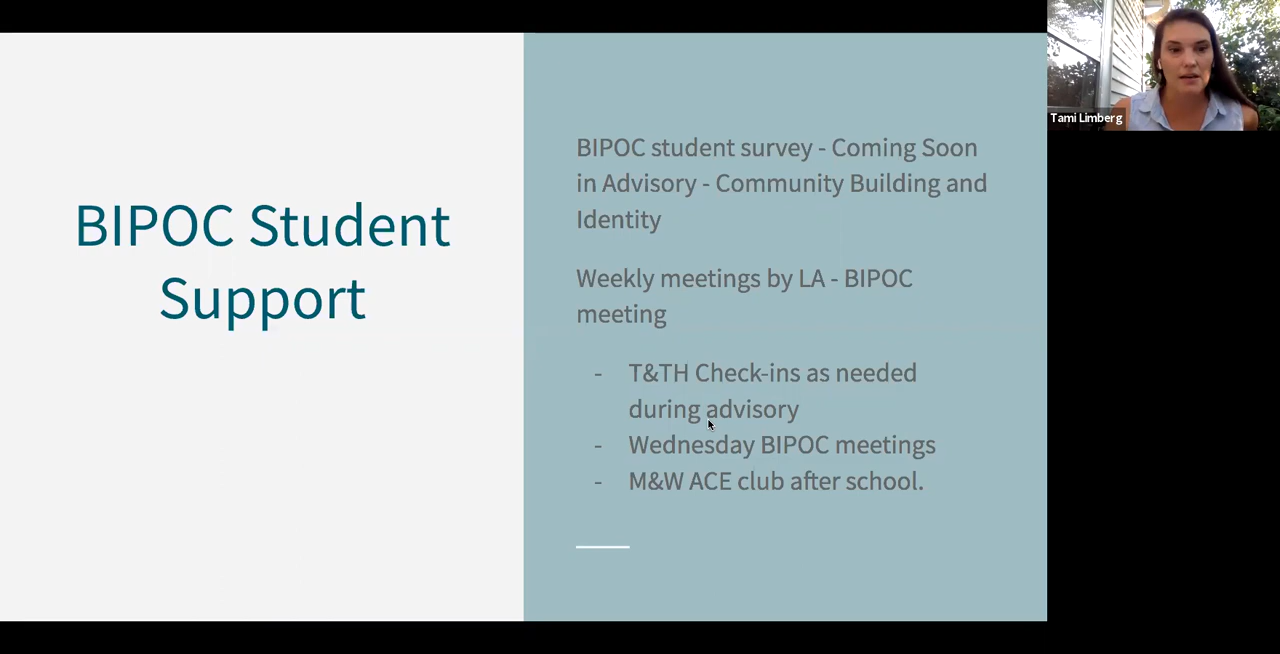 BIPOC Student
Support
BIPOC student survey - Coming Soon
in Advisory - Community Building and
Identity
Weekly meetings by LA - BIPOC
meeting
- T&TH Check-ins as needed
during advisory
- Wednesday BIPOC meetings
- M&W ACE club after school.
Tami Limberg